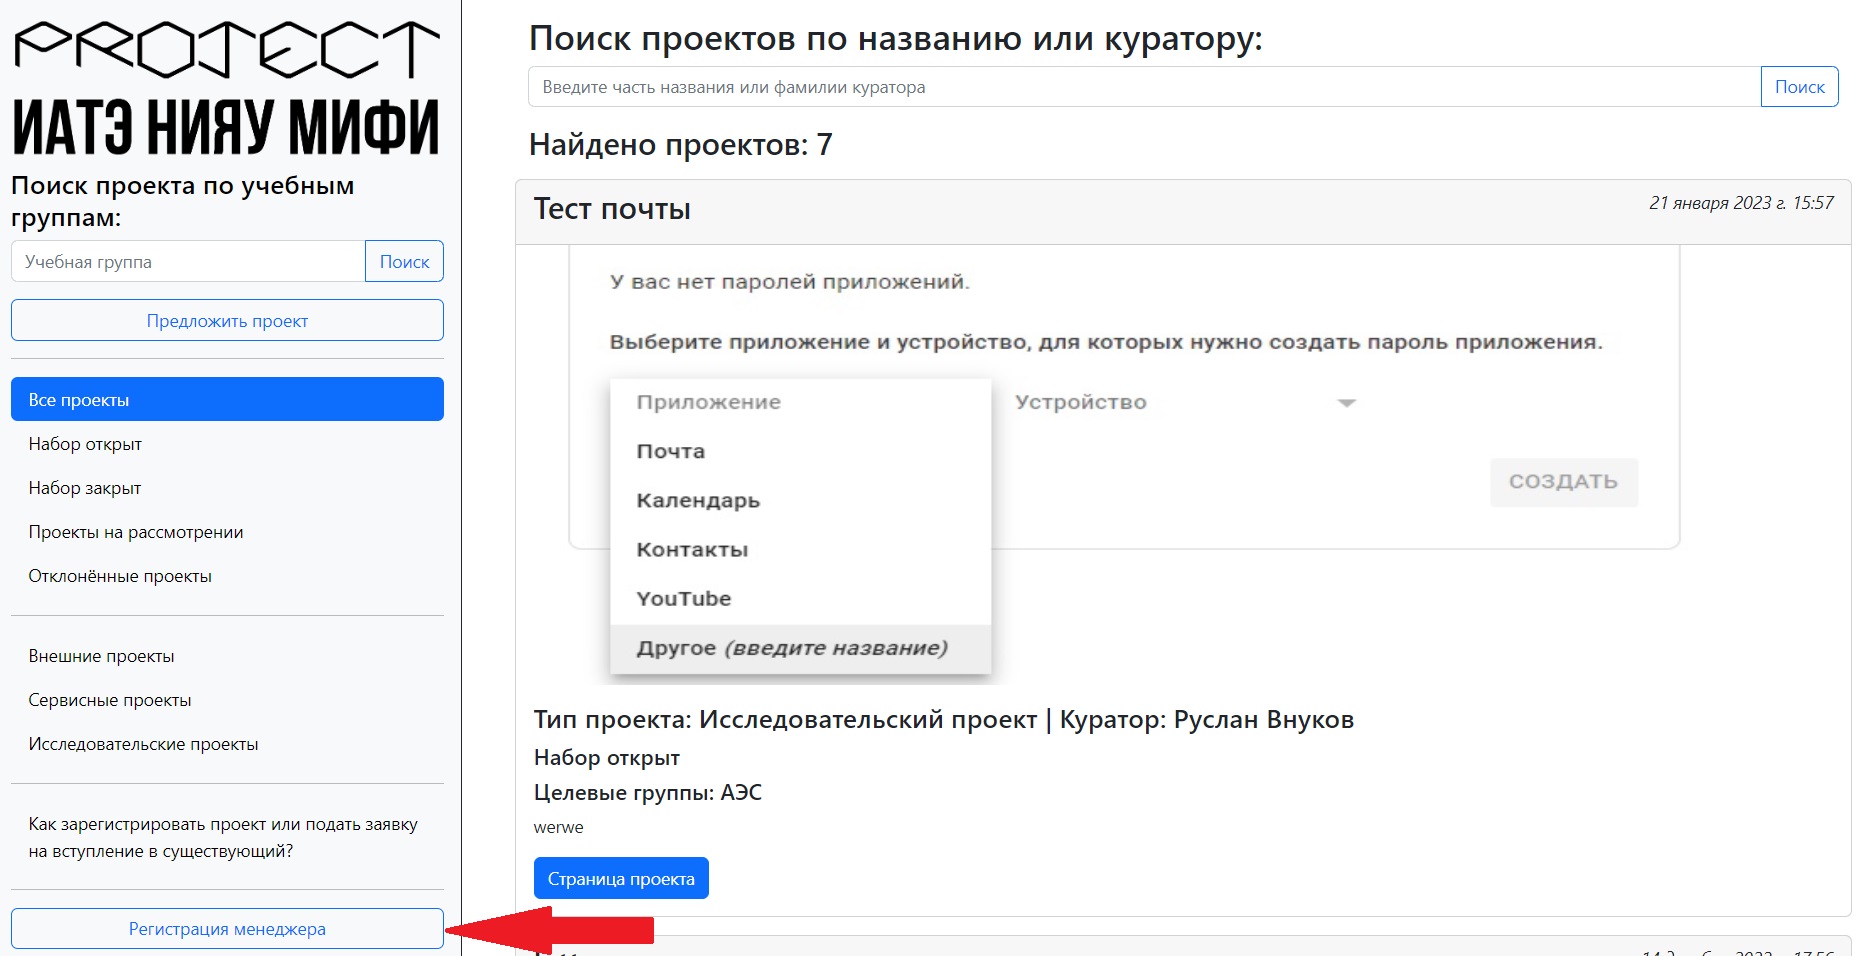 PROJECT
ИАТЭ НИЯУ МИФИ
Поиск проекта по учебным
группам:
Учебная группа
Поиск
Предложить проект
Все проекты
Набор открыт
Набор закрыт
Проекты на рассмотрении
Отклонённые проекты
Внешние проекты
Сервисные проекты
Исследовательские проекты
Как зарегистрировать проект или подать заявку
на вступление в существующий?
Регистрация менеджера
Поиск проектов по названию или куратору:
Введите часть названия или фамилии куратора
Поиск
Найдено проектов: 7
Тест почты
21 января 2023 г. 15:57
У вас нет паролей приложений.
Выберите приложение и устройство, для которых нужно создать пароль приложения.
Приложение
Устройство
Почта
Календарь
Контакты
YouTube
Другое (введите название)
СОЗДАТЬ
Тип проекта: Исследовательский проект | Куратор: Руслан Внуков
Набор открыт
Целевые группы: АЭС
werwe
Страница проекта